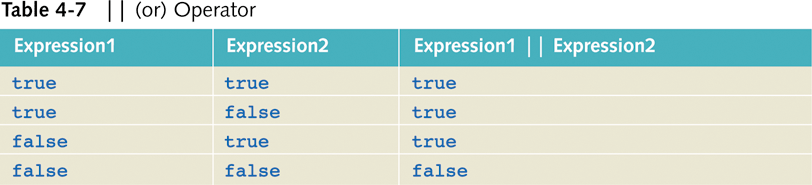 Table 4-7 || (or) Operator
Expression1 Expression2 Expression1 || Expression2
true true true
true false true
false true true
false false false